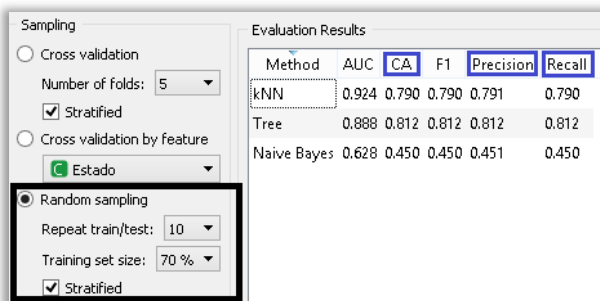 Sampling
Cross validation
Number of folds: 5
Stratified
Cross validation by feature
C Estado
Random sampling
Repeat train/test: 10
Training set size: 70 %
Stratified
Evaluation Results
Method AUC CA F1 Precision Recall
kNN 0.924 0.790 0.790 0.791 0.790
Tree 0.888 0.812 0.812 0.812 0.812
Naive Bayes 0.628 0.450 0.450 0.451 0.450